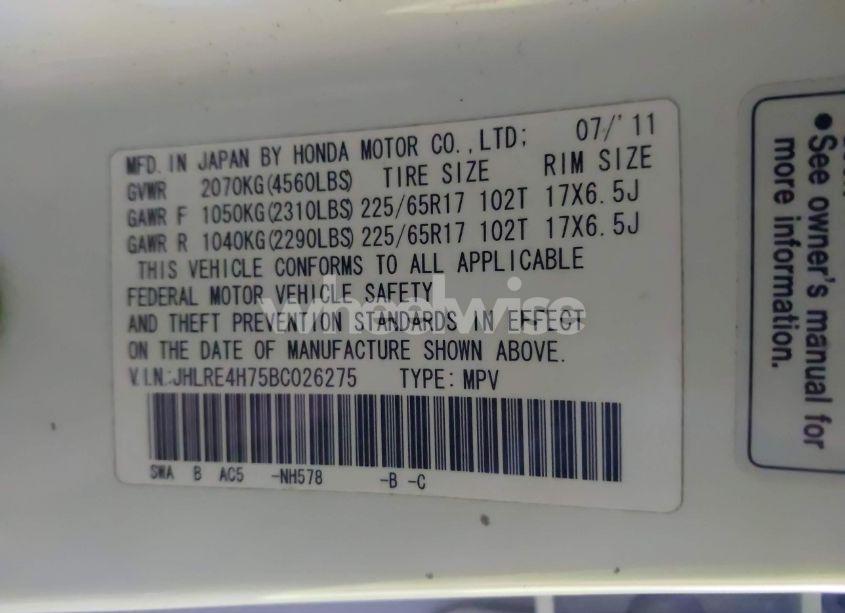 MFD. IN JAPAN BY HONDA MOTOR CO.,LTD; 07/'11
GVWR 2070KG(4560LBS) TIRE SIZE RIM SIZE
GAWR F 1050KG(2310LBS) 225/65R17 102T 17X6.5J
GAWR R 1040KG(2290LBS) 225/65R17 102T 17X6.5J
THIS VEHICLE CONFORMS TO ALL APPLICABLE
FEDERAL MOTOR VEHICLE SAFETY
AND THEFT PREVENTION STANDARDS IN EFFECT
ON THE DATE OF MANUFACTURE SHOWN ABOVE.
V.I.N.:JHLRE4H75BC026275 TYPE: MPV
SWA B AC5 -NH578 -B -C
wheelwise
•See owner's manual for
more information.